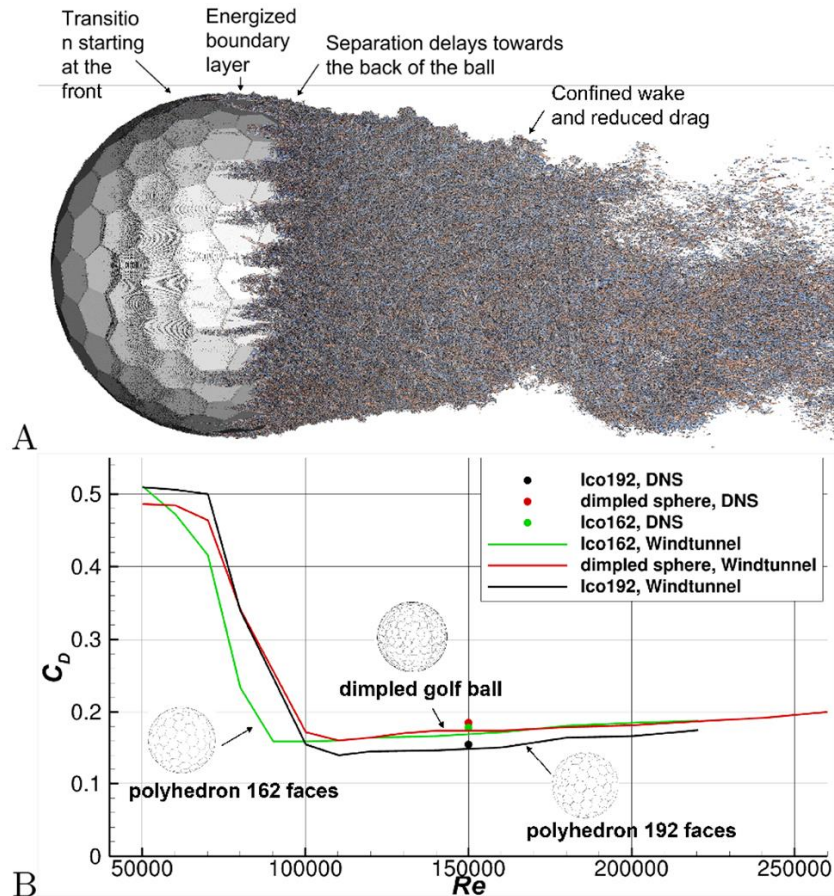 Transitio
n starting
at the
front
Energized
boundary
layer
Separation delays towards
the back of the ball
Confined wake
and reduced drag
A
0.5
0.4
0.3
0.2
0.1
0
C_D
Ico192, DNS
dimpled sphere, DNS
Ico162, DNS
Ico162, Windtunnel
dimpled sphere, Windtunnel
Ico192, Windtunnel
dimpled golf ball
polyhedron 162 faces
polyhedron 192 faces
50000 100000 150000 200000 250000
Re
B